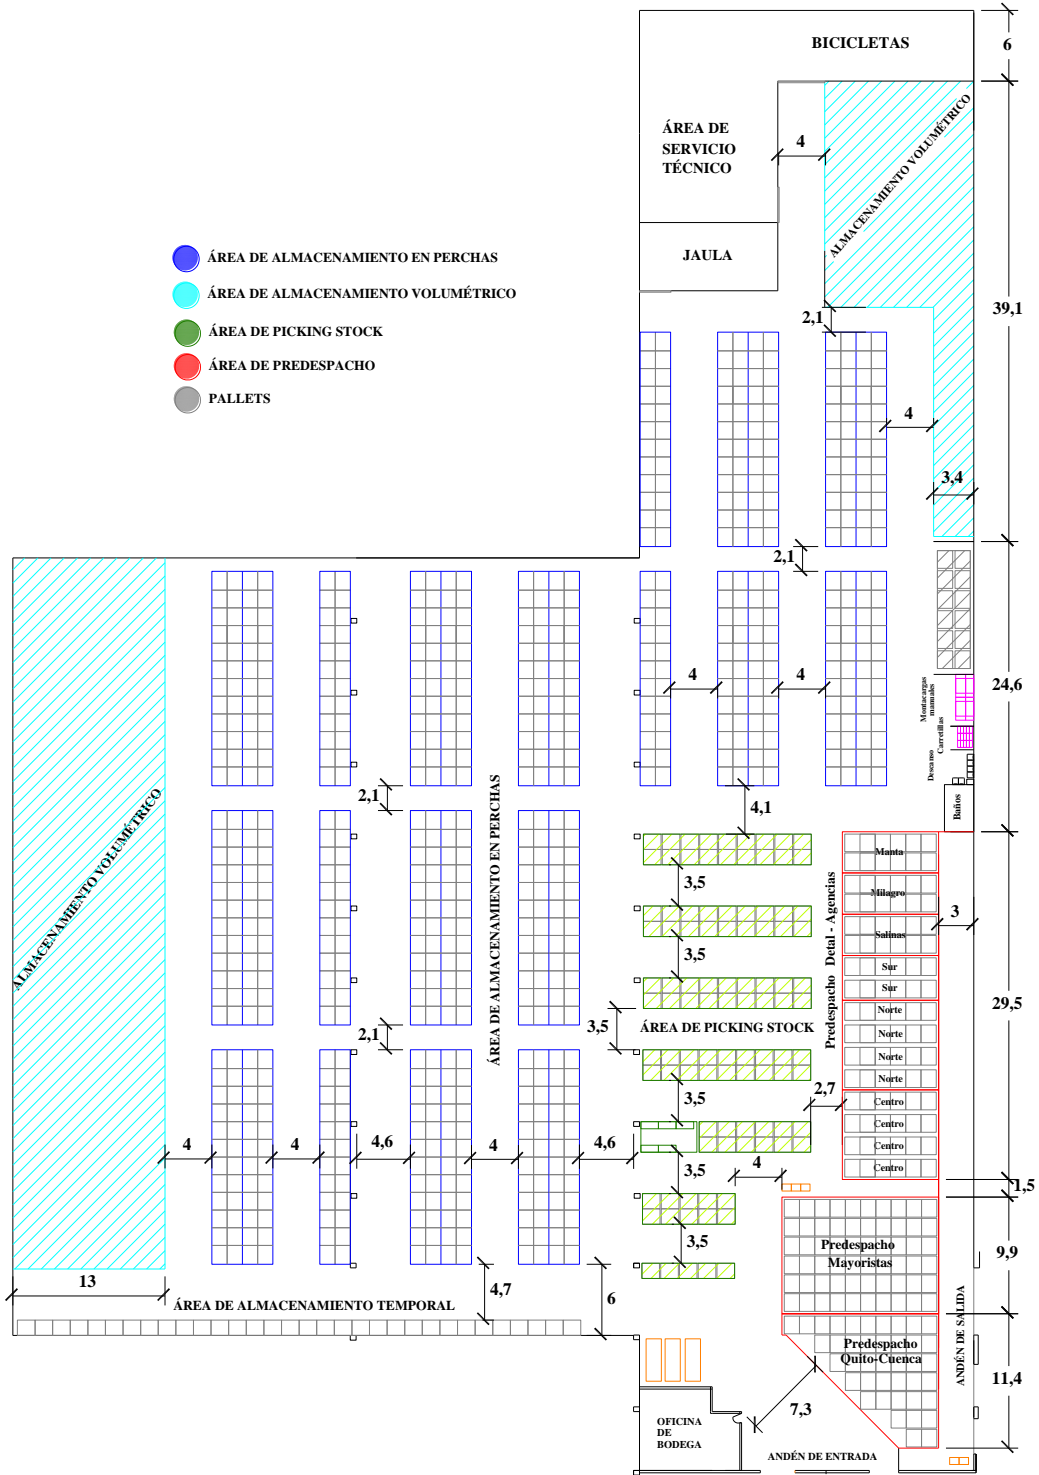 BICICLETAS
6
ÁREA DE
SERVICIO
TÉCNICO
4
ALMACENAMIENTO VOLUMÉTRICO
JAULA
ÁREA DE ALMACENAMIENTO EN PERCHAS
ÁREA DE ALMACENAMIENTO VOLUMÉTRICO
ÁREA DE PICKING STOCK
ÁREA DE PREDESPACHO
PALLETS
2,1
39,1
4
3,4
2,1
4
4
24,6
Montacargas
manuales
Carretillas
Descanso
Baños
2,1
4,1
ALMACENAMIENTO VOLUMÉTRICO
ÁREA DE ALMACENAMIENTO EN PERCHAS
3,5
3,5
3,5
2,1
ÁREA DE PICKING STOCK
Predespacho Detal - Agencias
Manta
Milagro
Salinas
Sur
Sur
Norte
Norte
Norte
Norte
Centro
Centro
Centro
Centro
3
29,5
3,5
2,7
4
4
4,6
4
4,6
3,5
4
1,5
3,5
Predespacho
Mayoristas
9,9
13
4,7
6
ÁREA DE ALMACENAMIENTO TEMPORAL
Predespacho
Quito-Cuenca
ANDÉN DE SALIDA
11,4
7,3
OFICINA
DE
BODEGA
ANDÉN DE ENTRADA